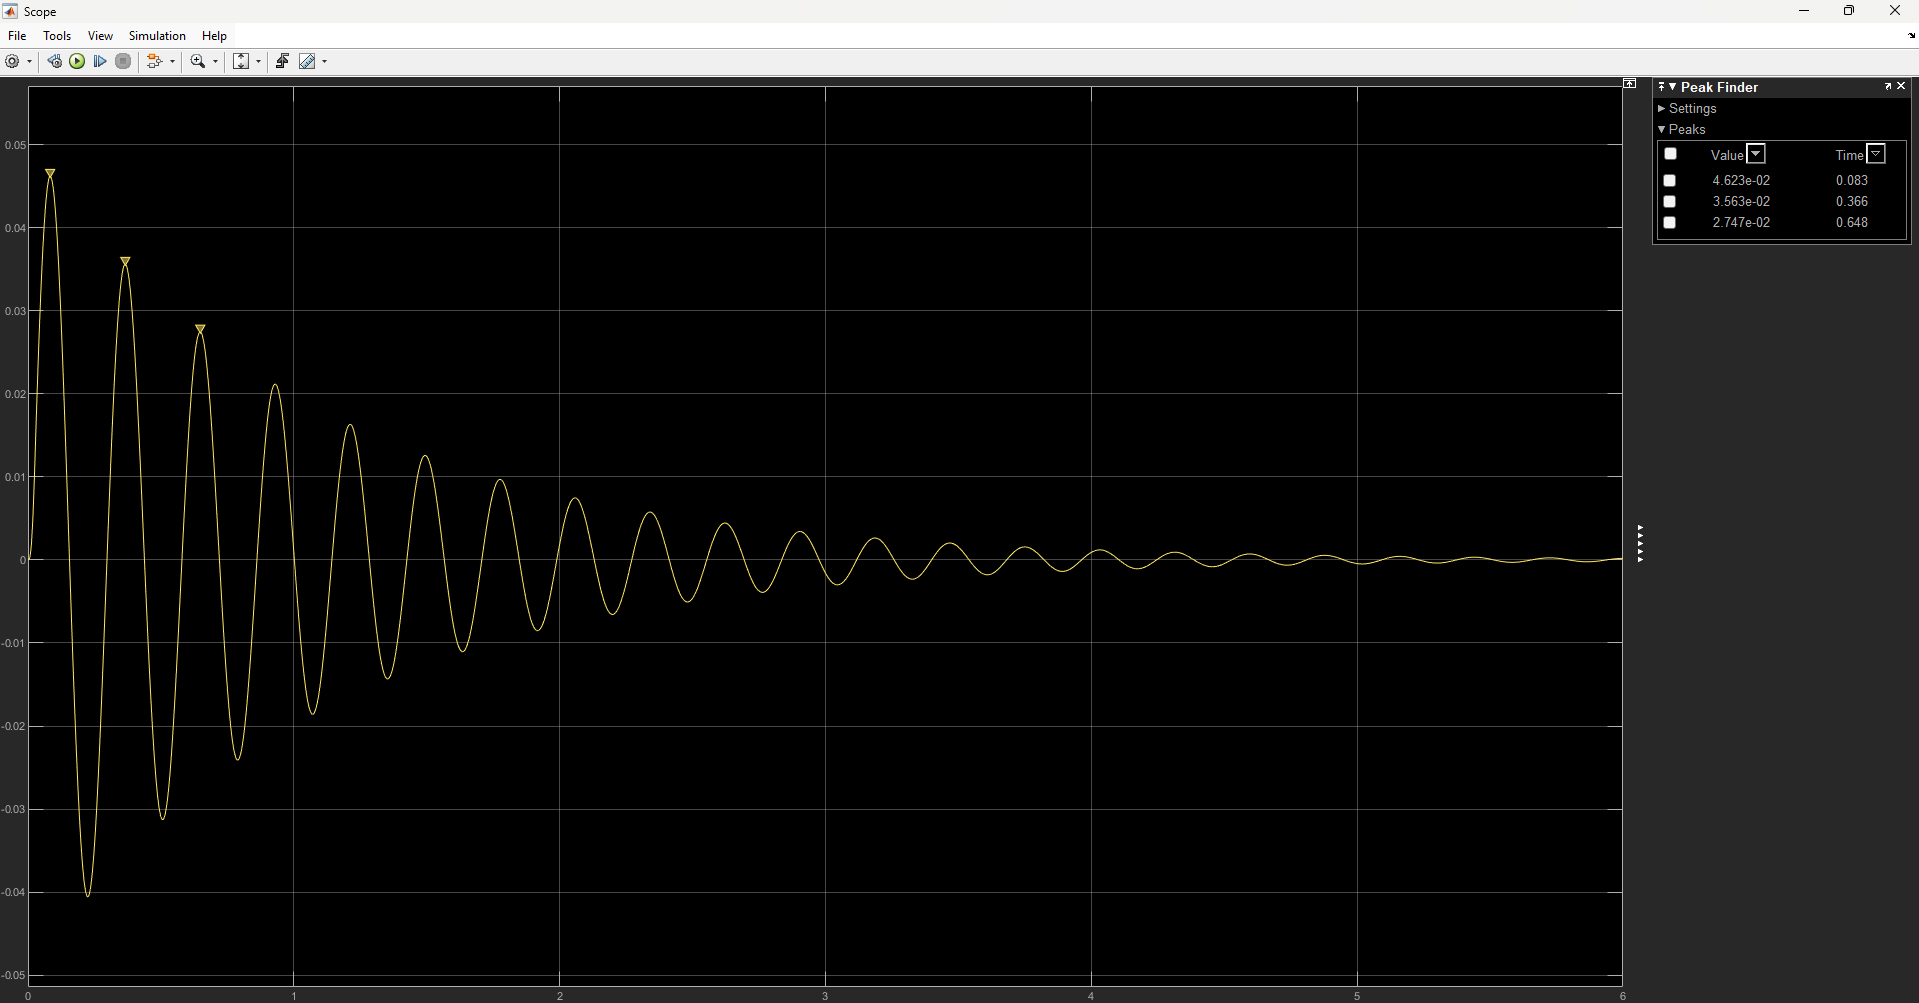 Scope
File Tools View Simulation Help
Peak Finder
Settings
Peaks
Value Time
4.623e-02 0.083
3.563e-02 0.366
2.747e-02 0.648
0.05
0.04
0.03
0.02
0.01
0
-0.01
-0.02
-0.03
-0.04
-0.05
0 1 2 3 4 5 6